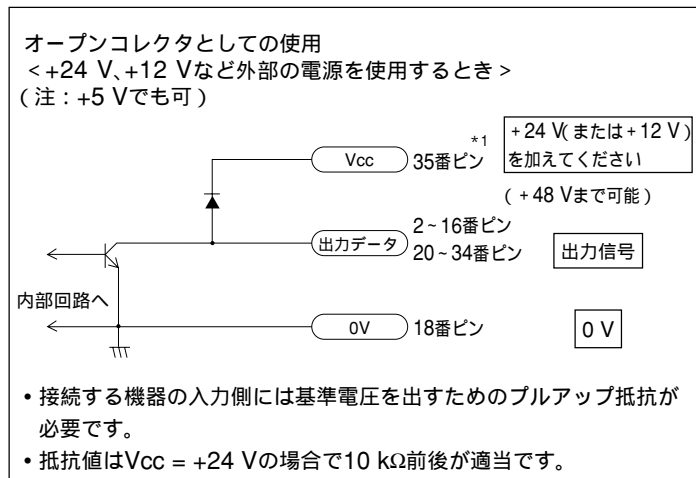 オープンコレクタとしての使用
＜+24 V、+12 Vなど外部の電源を使用するとき＞
（注：+5 Vでも可）
Vcc
35番ピン
*1
+24 V(または+12 V)
を加えてください
（+48 Vまで可能）
出力データ
2~16番ピン
20~34番ピン
出力信号
内部回路へ
0V
18番ピン
0 V
・接続する機器の入力側には基準電圧を出すためのプルアップ抵抗が
必要です。
・抵抗値はVcc = +24 Vの場合で10 kΩ前後が適当です。